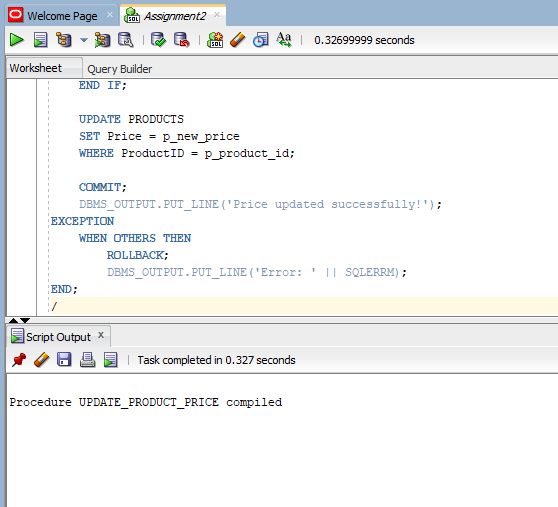 Welcome Page × Assignment2 ×
SQL 0.32699999 seconds
Worksheet Query Builder
END IF;
UPDATE PRODUCTS
SET Price = p_new_price
WHERE ProductID = p_product_id;
COMMIT;
DBMS_OUTPUT.PUT_LINE('Price updated successfully!');
EXCEPTION
WHEN OTHERS THEN
ROLLBACK;
DBMS_OUTPUT.PUT_LINE('Error: ' || SQLERRM);
END;
/
Script Output ×
Task completed in 0.327 seconds
Procedure UPDATE_PRODUCT_PRICE compiled